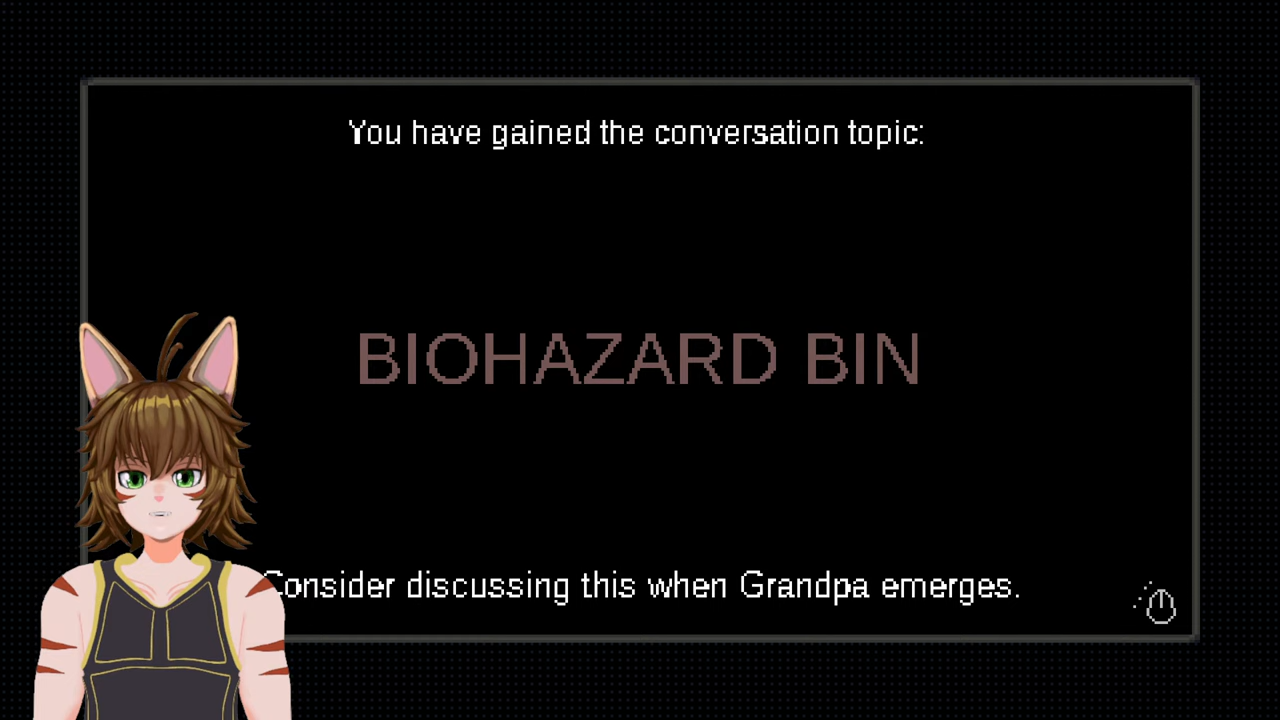 You have gained the conversation topic:
BIOHAZARD BIN
Consider discussing this when Grandpa emerges.